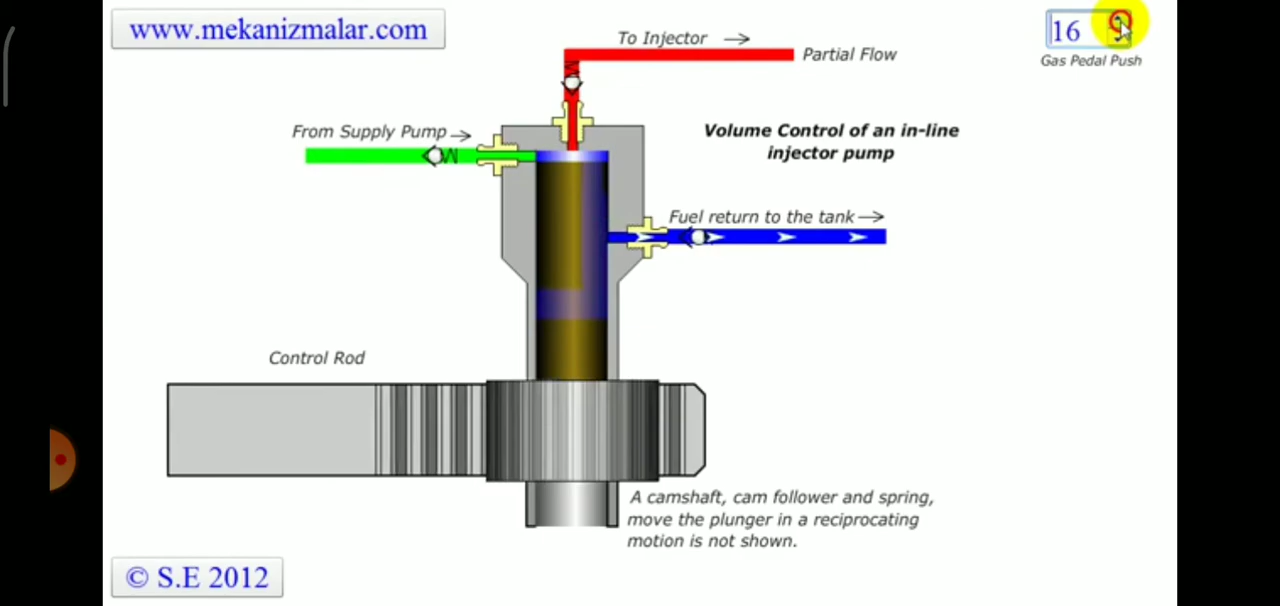 www.mekanizmalar.com
To Injector
Partial Flow
16
Gas Pedal Push
From Supply Pump
Volume Control of an in-line
injector pump
Fuel return to the tank
Control Rod
A camshaft, cam follower and spring,
move the plunger in a reciprocating
motion is not shown.
© S.E 2012